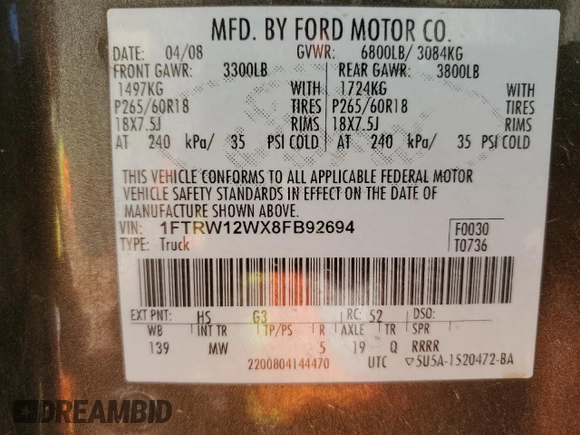 MFD. BY FORD MOTOR CO.
DATE: 04/08 GVWR: 6800LB/ 3084KG
FRONT GAWR: 3300LB REAR GAWR: 3800LB
1497KG WITH 1724KG WITH
P265/60R18 TIRES P265/60R18 TIRES
18X7.5J RIMS 18X7.5J RIMS
AT 240 kPa/ 35 PSI COLD AT 240 kPa/ 35 PSI COLD
THIS VEHICLE CONFORMS TO ALL APPLICABLE FEDERAL MOTOR
VEHICLE SAFETY STANDARDS IN EFFECT ON THE DATE OF
MANUFACTURE SHOWN ABOVE.
VIN: 1FTRW12WX8FB92694 F0030
TYPE: Truck T0736
EXT PNT: HS G3 RC: 52 DSO:
WB INT TR TP/PS R AXLE TR SPR
139 MW 5 19 Q RRRR
2200804144470 UTC ▽5U5A-1520472-BA
DREAMBID